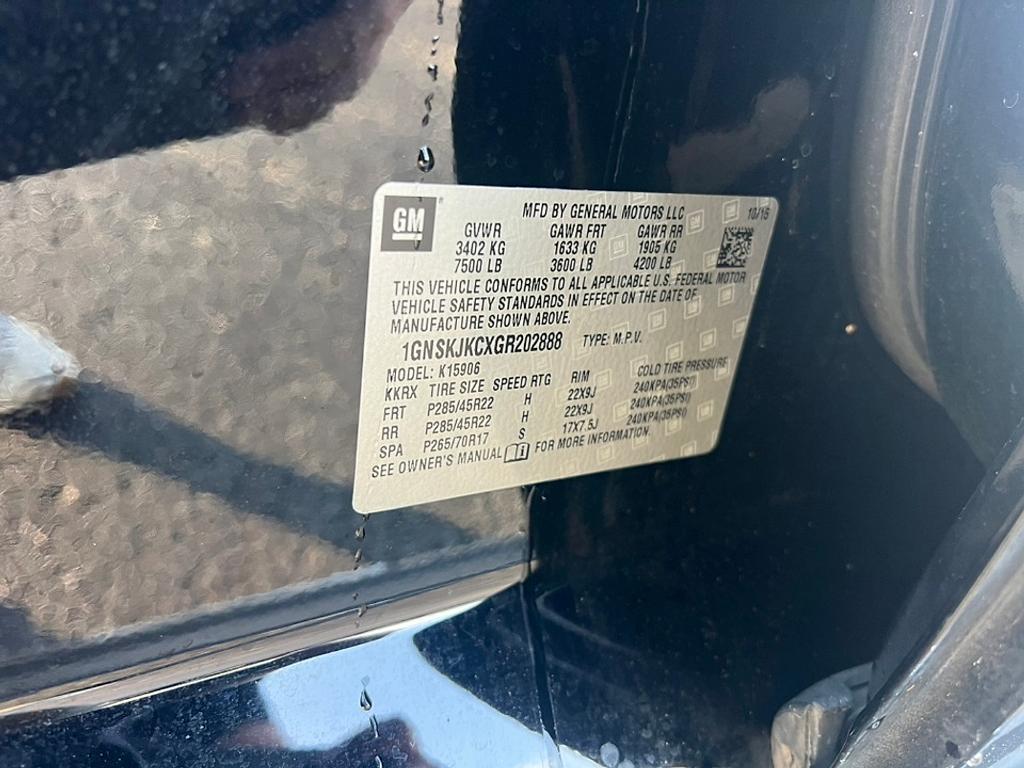 GM
MFD BY GENERAL MOTORS LLC 10/15
GVWR GAWR FRT GAWR RR
3402 KG 1633 KG 1905 KG
7500 LB 3600 LB 4200 LB
THIS VEHICLE CONFORMS TO ALL APPLICABLE U.S. FEDERAL MOTOR
VEHICLE SAFETY STANDARDS IN EFFECT ON THE DATE OF
MANUFACTURE SHOWN ABOVE.
1GNSKJKCXGR202888 TYPE: M.P.V.
MODEL: K15906
KKRX TIRE SIZE SPEED RTG RIM COLD TIRE PRESSURE
FRT P285/45R22 H 22X9J 240KPA(35PSI)
RR P285/45R22 H 22X9J 240KPA(35PSI)
SPA P265/70R17 S 17X7.5J 240KPA(35PSI)
SEE OWNER'S MANUAL FOR MORE INFORMATION.